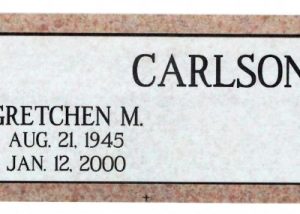 CARLSON
GRETCHEN M.
AUG. 21, 1945
JAN. 12, 2000